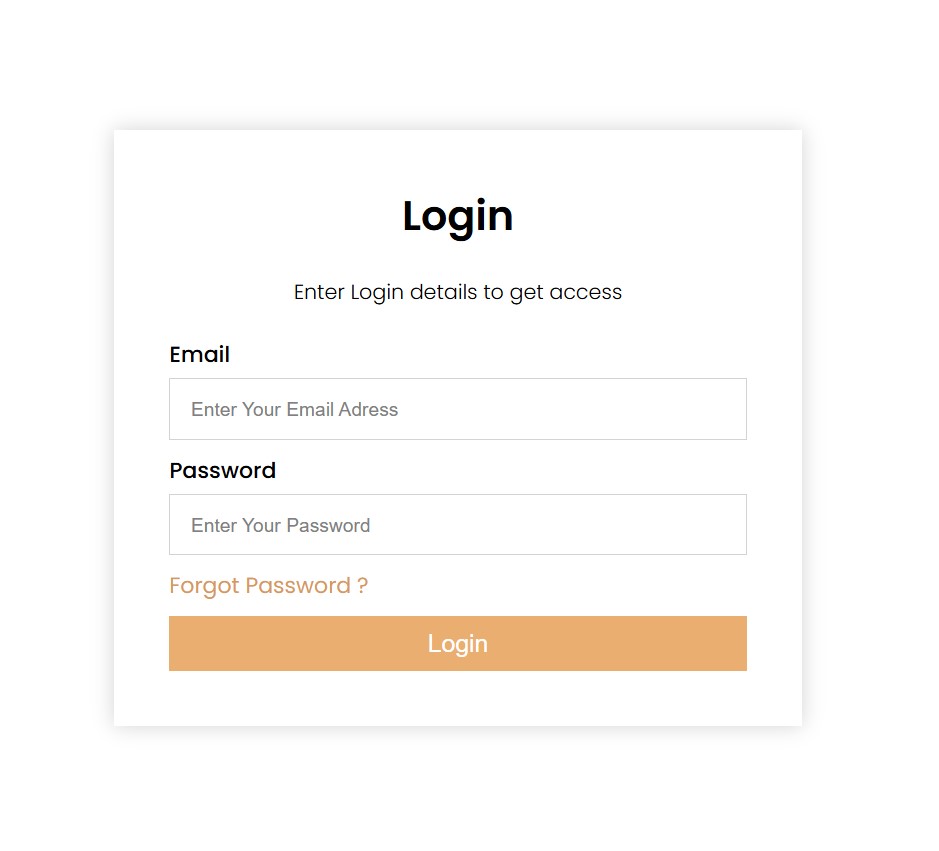 Login
Enter Login details to get access
Email
Enter Your Email Adress
Password
Enter Your Password
Forgot Password ?
Login